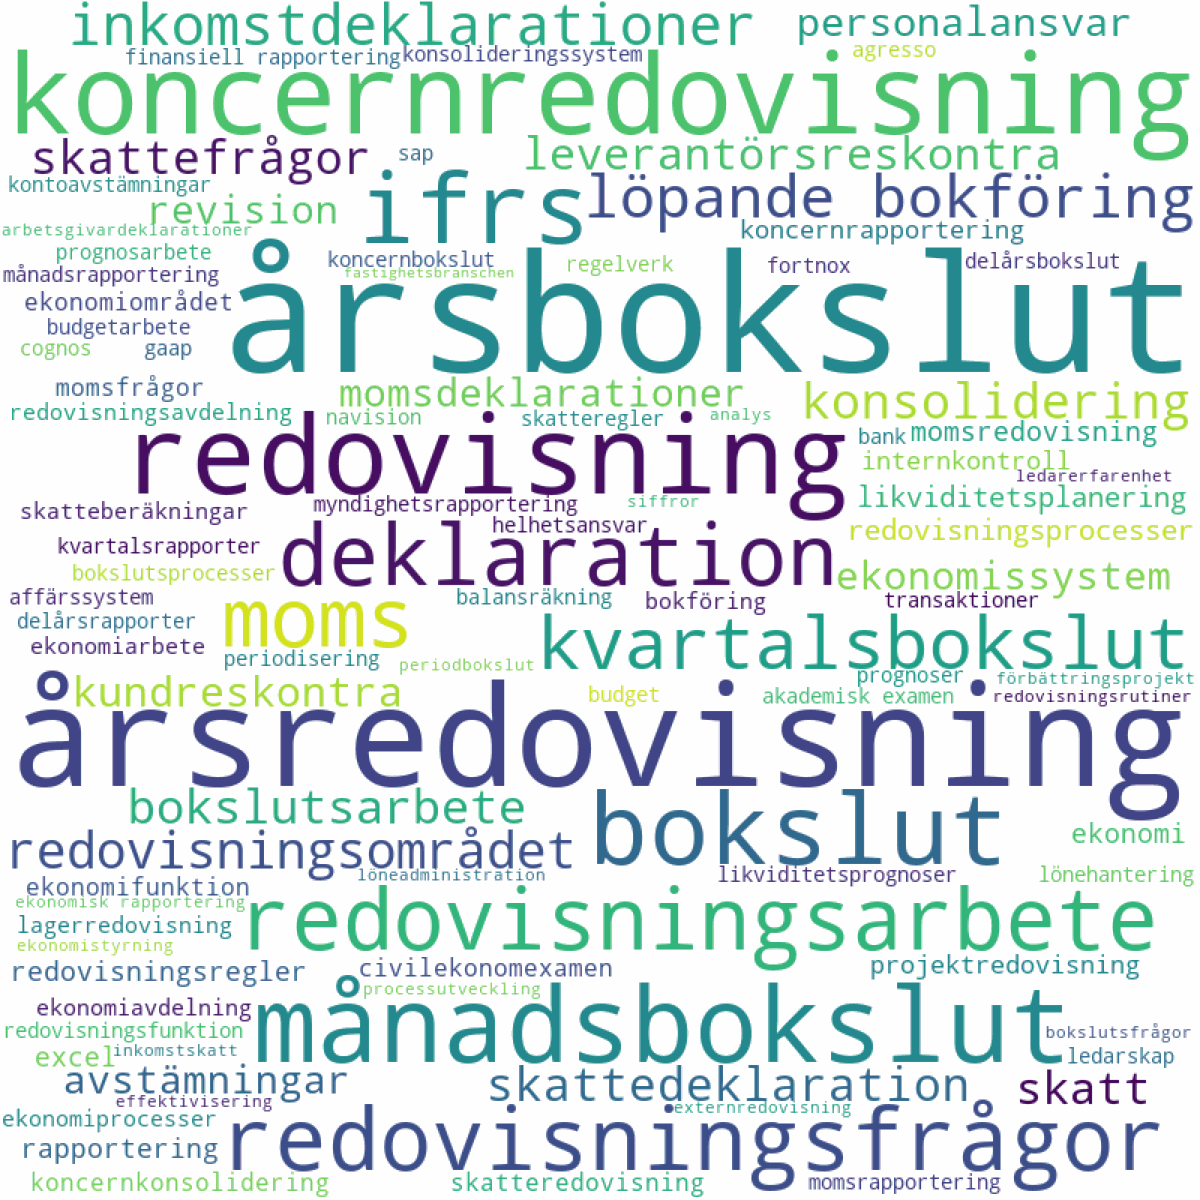 inkomstdeklarationer personalansvar
finansiell rapportering konsolideringssystem agresso
koncernredovisning
skattefrågor sap leverantörsreskontra
kontoavstämningar revision ifrs löpande bokföring
arbetsgivardeklarationer koncernrapportering
prognosarbete koncernbokslut regelverk fortnox delårsbokslut
månadsrapportering fastighetsbranschen
årsbokslut
ekonomiområdet
budgetarbete
cognos gaap
momsfrågor momsdeklarationer konsolidering
redovisningsavdelning navision skatteregler analys
redovisning bank momsredovisning
internkontroll ledarerfarenhet
skatteberäkningar myndighetsrapportering siffror likviditetsplanering
helhetsansvar redovisningsprocesser
kvartalsrapporter deklaration
bokslutsprocesser ekonomissystem
affärssystem moms balansräkning bokföring transaktioner
delårsrapporter
ekonomiarbete kvartalsbokslut
periodisering periodbokslut prognoser förbättringsprojekt
kundreskontra budget akademisk examen redovisningsrutiner
årsredovisning
bokslutsarbete bokslut ekonomi
redovisningsområdet
ekonomifunktion löneadministration likviditetsprognoser lönehantering
ekonomisk rapportering
lagerredovisning redovisningsarbete
ekonomistyrning
redovisningsregler civilekonomexamen projektredovisning
processutveckling
ekonomiavdelning månadsbokslut
redovisningsfunktion bokslutsfrågor
excel inkomstskatt ledarskap
avstämningar skattedeklaration skatt
effektivisering externredovisning
ekonomiprocesser
rapportering redovisningsfrågor
koncernkonsolidering skatteredovisning momsrapportering